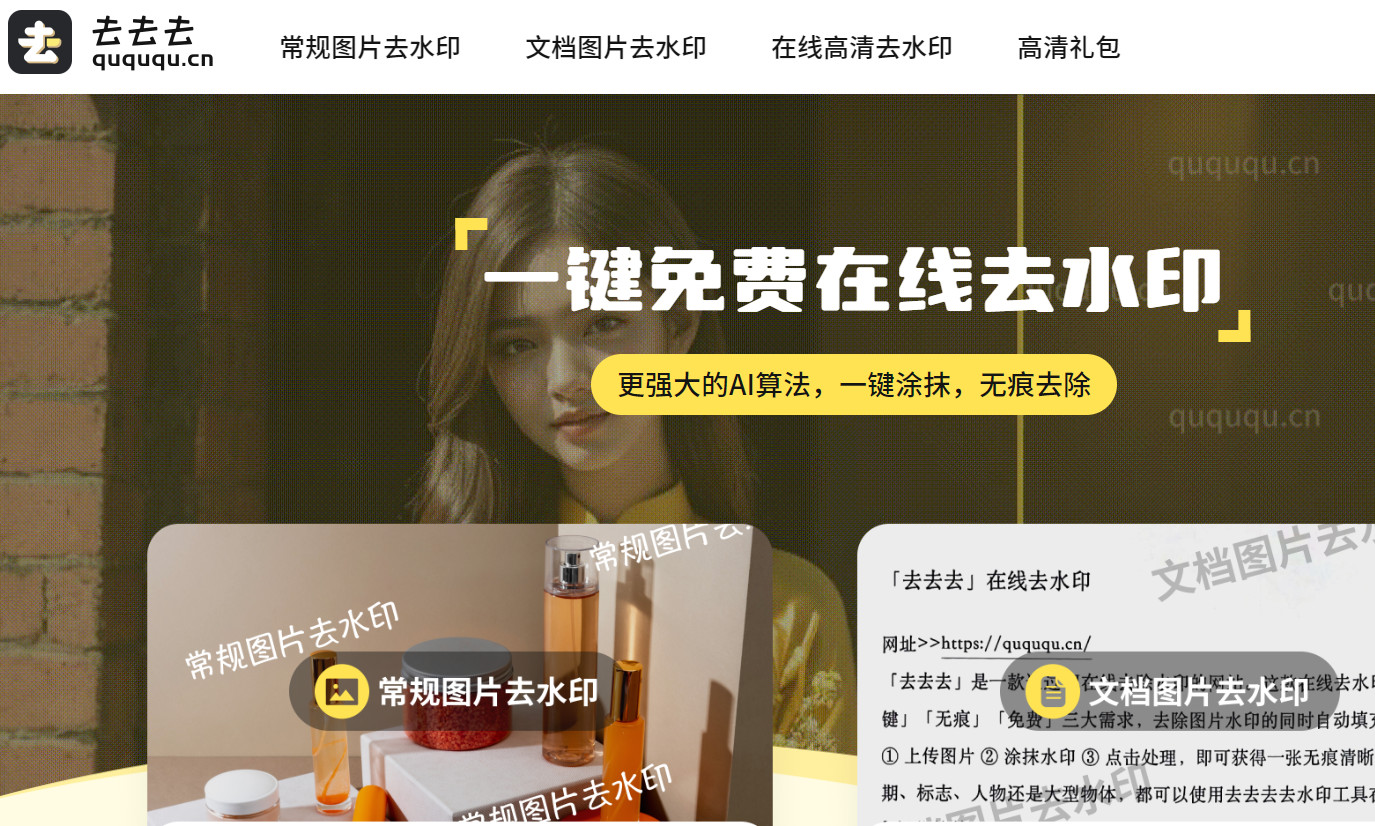 去去去
quququ.cn
常规图片去水印
文档图片去水印
在线高清去水印
高清礼包
quququ.cn
一键免费在线去水印
更强大的AI算法，一键涂抹，无痕去除
quququ.cn
常规图片去
常规图片去水印
常规图片去水印
常规图片去水印
文档图片去
「去去去」在线去水印
网址>>https://quququ.cn/
「去去去」是一款
在线去水印
文档图片去水印
键」「无痕」「免费」三大需求，去除图片水印的同时自动填充
① 上传图片 ② 涂抹水印 ③ 点击处理，即可获得一张无痕清晰
期、标志、人物还是大型物体，都可以使用去去去去水印工具在